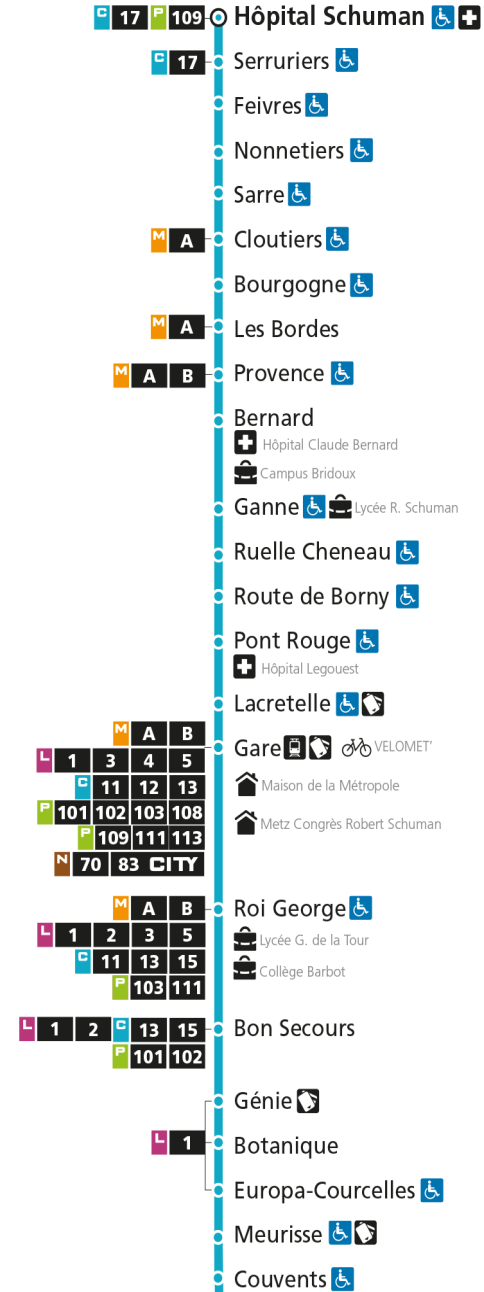 C 17 P 109 Hôpital Schuman
C 17 Serruriers
Feivres
Nonnetiers
Sarre
M A Cloutiers
Bourgogne
M A Les Bordes
M A B Provence
Bernard
Hôpital Claude Bernard
Campus Bridoux
Ganne Lycée R. Schuman
Ruelle Cheneau
Route de Borny
Pont Rouge
Hôpital Legouest
Lacretelle
M A B
Gare VELOMET'
L 1 3 4 5
C 11 12 13
Maison de la Métropole
P 101 102 103 108
Metz Congrès Robert Schuman
P 109 111 113
N 70 83 CITY
M A B Roi George
L 1 2 3 5
Lycée G. de la Tour
C 11 13 15
Collège Barbot
P 103 111
L 1 2 C 13 15 Bon Secours
P 101 102
Génie
L 1 Botanique
Europa-Courcelles
Meurisse
Couvents